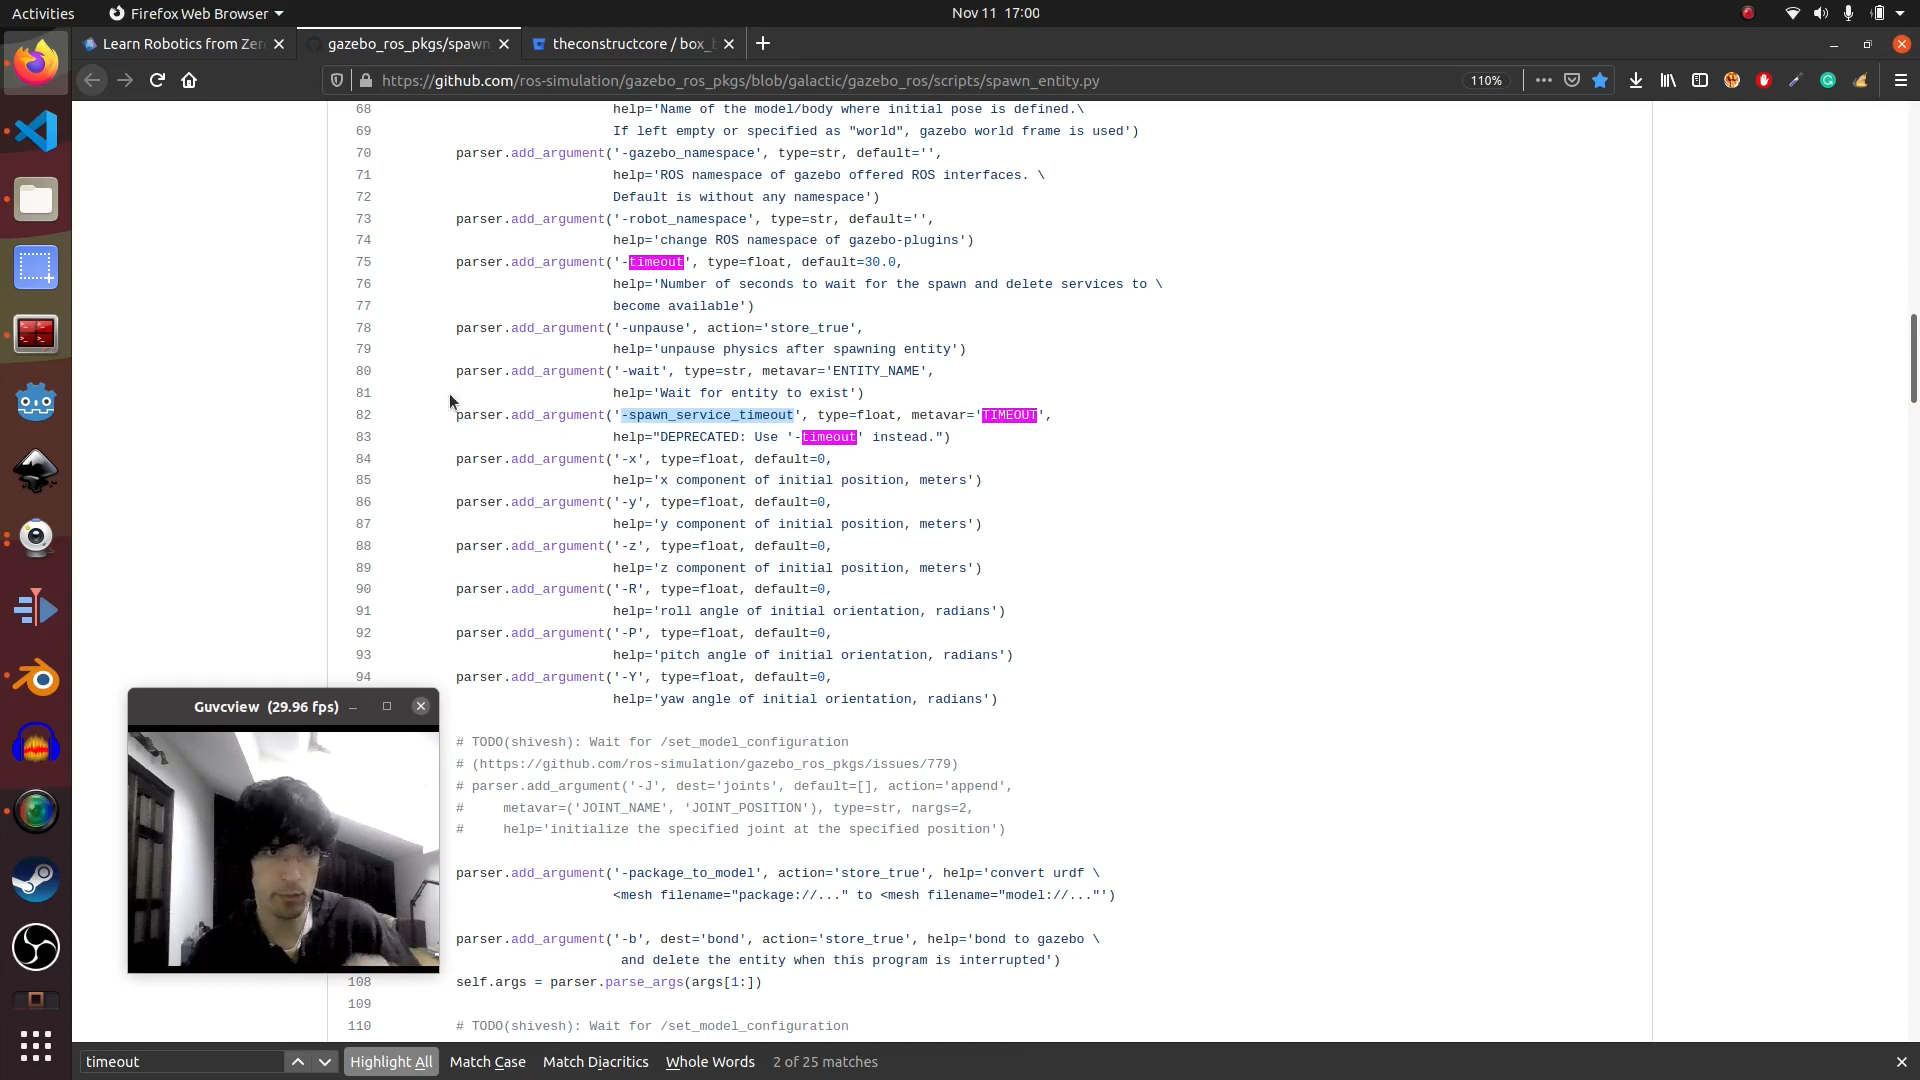 Activities
Firefox Web Browser
Nov 11 17:00
Learn Robotics from Zer
gazebo_ros_pkgs/spawn
theconstructcore / box_b
https://github.com/ros-simulation/gazebo_ros_pkgs/blob/galactic/gazebo_ros/scripts/spawn_entity.py
110%
68 help='Name of the model/body where initial pose is defined.\
69 If left empty or specified as "world", gazebo world frame is used')
70 parser.add_argument('-gazebo_namespace', type=str, default='',
71 help='ROS namespace of gazebo offered ROS interfaces. \
72 Default is without any namespace')
73 parser.add_argument('-robot_namespace', type=str, default='',
74 help='change ROS namespace of gazebo-plugins')
75 parser.add_argument('-timeout', type=float, default=30.0,
76 help='Number of seconds to wait for the spawn and delete services to \
77 become available')
78 parser.add_argument('-unpause', action='store_true',
79 help='unpause physics after spawning entity')
80 parser.add_argument('-wait', type=str, metavar='ENTITY_NAME',
81 help='Wait for entity to exist')
82 parser.add_argument('-spawn_service_timeout', type=float, metavar='TIMEOUT',
83 help="DEPRECATED: Use '-timeout' instead.")
84 parser.add_argument('-x', type=float, default=0,
85 help='x component of initial position, meters')
86 parser.add_argument('-y', type=float, default=0,
87 help='y component of initial position, meters')
88 parser.add_argument('-z', type=float, default=0,
89 help='z component of initial position, meters')
90 parser.add_argument('-R', type=float, default=0,
91 help='roll angle of initial orientation, radians')
92 parser.add_argument('-P', type=float, default=0,
93 help='pitch angle of initial orientation, radians')
94 parser.add_argument('-Y', type=float, default=0,
help='yaw angle of initial orientation, radians')
Guvcview (29.96 fps)
# TODO(shivesh): Wait for /set_model_configuration
# (https://github.com/ros-simulation/gazebo_ros_pkgs/issues/779)
# parser.add_argument('-J', dest='joints', default=[], action='append',
# metavar=('JOINT_NAME', 'JOINT_POSITION'), type=str, nargs=2,
# help='initialize the specified joint at the specified position')
parser.add_argument('-package_to_model', action='store_true', help='convert urdf \
<mesh filename="package://..." to <mesh filename="model://..."')
parser.add_argument('-b', dest='bond', action='store_true', help='bond to gazebo \
and delete the entity when this program is interrupted')
108 self.args = parser.parse_args(args[1:])
109
110 # TODO(shivesh): Wait for /set_model_configuration
timeout
Highlight All
Match Case
Match Diacritics
Whole Words
2 of 25 matches